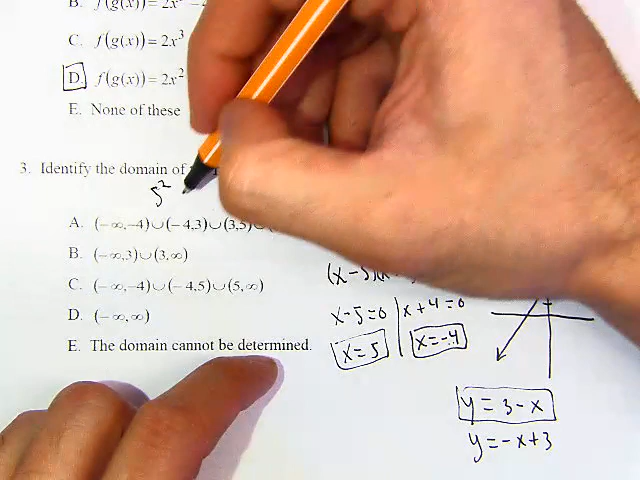 B. f(g(x)) = 2x
C. f(g(x)) = 2x³
D. f(g(x)) = 2x²
E. None of these
3. Identify the domain of
5²
A. (-∞,-4)∪(-4,3)∪(3,5)∪
B. (-∞,3)∪(3,∞)
C. (-∞,-4)∪(-4,5)∪(5,∞)
D. (-∞,∞)
E. The domain cannot be determined.
(x-5)(x
x-5=0 x+4=0
x=5 x=-4
y = 3-x
y=-x+3